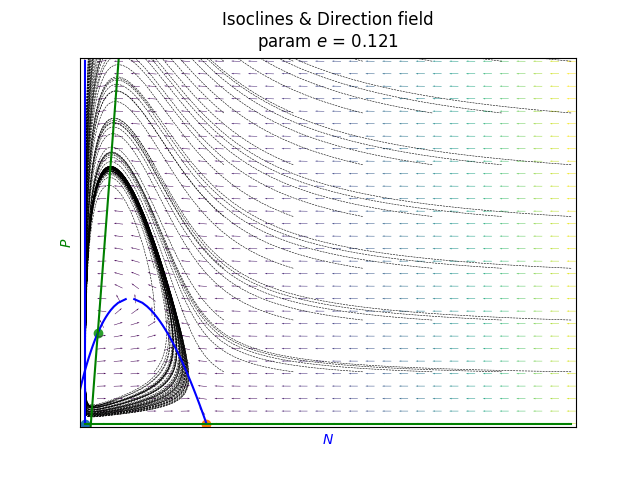 Isoclines & Direction field
param e = 0.121
P
N